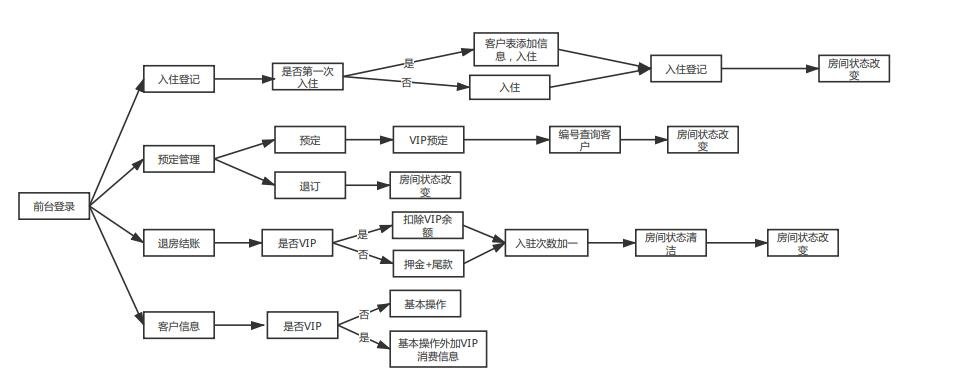 客户表添加信
息，入住
是
入住登记
是否第一次
入住
否
入住
入住登记
房间状态改
变
预定管理
预定
VIP预定
编号查询客
户
房间状态改
变
退订
房间状态改
变
前台登录
退房结账
是否VIP
是
扣除VIP余
额
否
押金+尾款
入驻次数加一
房间状态清
洁
房间状态改
变
客户信息
是否VIP
否
基本操作
是
基本操作外加VIP
消费信息